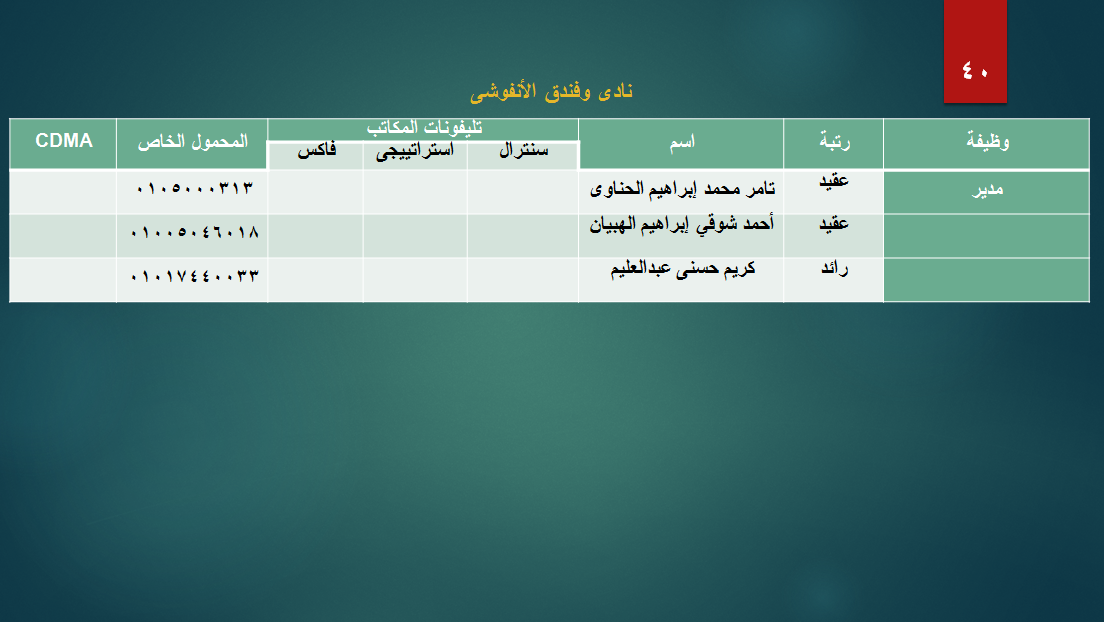 ٤٠
نادى وفندق الأنفوشى
وظيفة رتبة اسم تليفونات المكاتب المحمول الخاص CDMA
سنترال استراتييجى فاكس
مدير عقيد تامر محمد إبراهيم الحناوى ٠١٠٥٠٠٠٣١٣
عقيد أحمد شوقي إبراهيم الهبيان ٠١٠٠٥٠٤٦٠١٨
رائد كريم حسنى عبدالعليم ٠١٠١٧٤٤٠٠٣٣